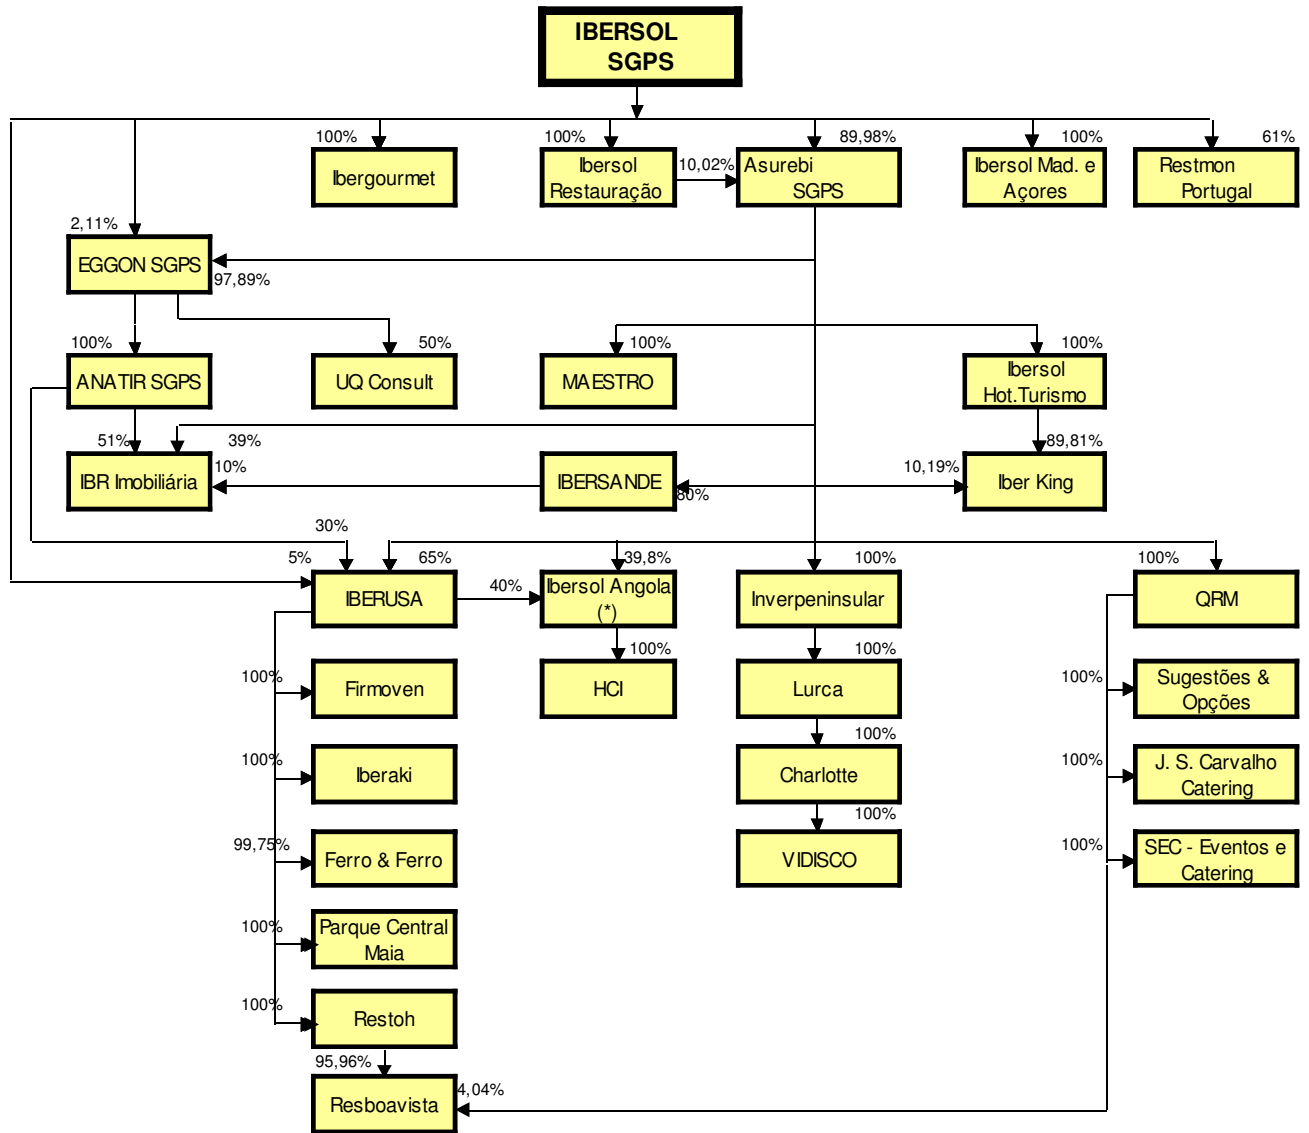 IBERSOL
SGPS
100%
100%
89,98%
100%
61%
Ibergourmet
Ibersol
Restauração
10,02%
Asurebi
SGPS
Ibersol Mad. e
Açores
Restmon
Portugal
2,11%
EGGON SGPS
97,89%
100%
50%
100%
100%
ANATIR SGPS
UQ Consult
MAESTRO
Ibersol
Hot.Turismo
51%
39%
89,81%
IBR Imobiliária
10%
IBERSANDE
80%
10,19%
Iber King
30%
5%
65%
39,8%
100%
100%
IBERUSA
40%
Ibersol Angola
(*)
Inverpeninsular
QRM
100%
100%
100%
Firmoven
HCI
Lurca
100%
Sugestões &
Opções
100%
100%
Iberaki
Charlotte
100%
J. S. Carvalho
Catering
100%
99,75%
Ferro & Ferro
VIDISCO
100%
SEC - Eventos e
Catering
100%
Parque Central
Maia
100%
Restoh
95,96%
Resboavista
4,04%